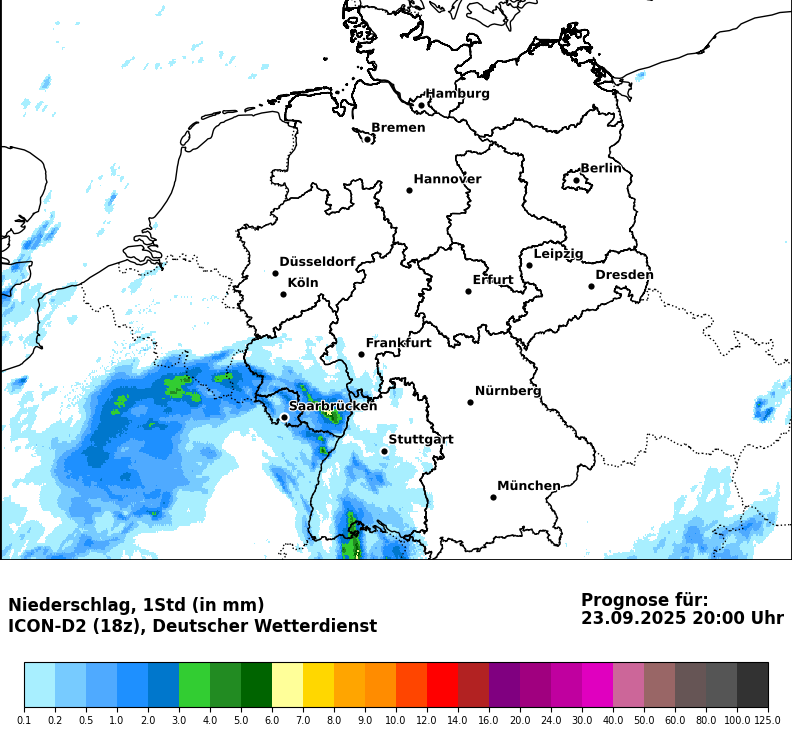 Hamburg
Bremen
Berlin
Hannover
Leipzig
Düsseldorf
Dresden
Köln
Erfurt
Frankfurt
Nürnberg
Saarbrücken
Stuttgart
München
Niederschlag, 1Std (in mm)
ICON-D2 (18z), Deutscher Wetterdienst
Prognose für:
23.09.2025 20:00 Uhr
0.1 0.2 0.5 1.0 2.0 3.0 4.0 5.0 6.0 7.0 8.0 9.0 10.0 12.0 14.0 16.0 20.0 24.0 30.0 40.0 50.0 60.0 80.0 100.0 125.0